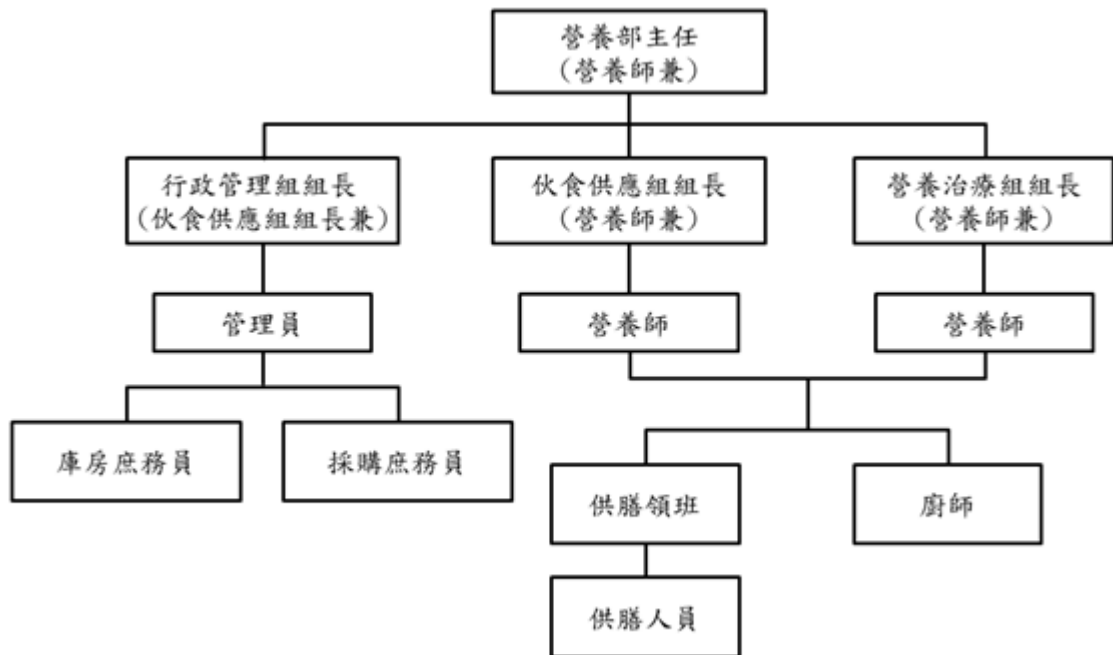 營養部主任
(營養師兼)
行政管理組組長
(伙食供應組組長兼)
伙食供應組組長
(營養師兼)
營養治療組組長
(營養師兼)
管理員
營養師
營養師
庫房庶務員
採購庶務員
供膳領班
廚師
供膳人員